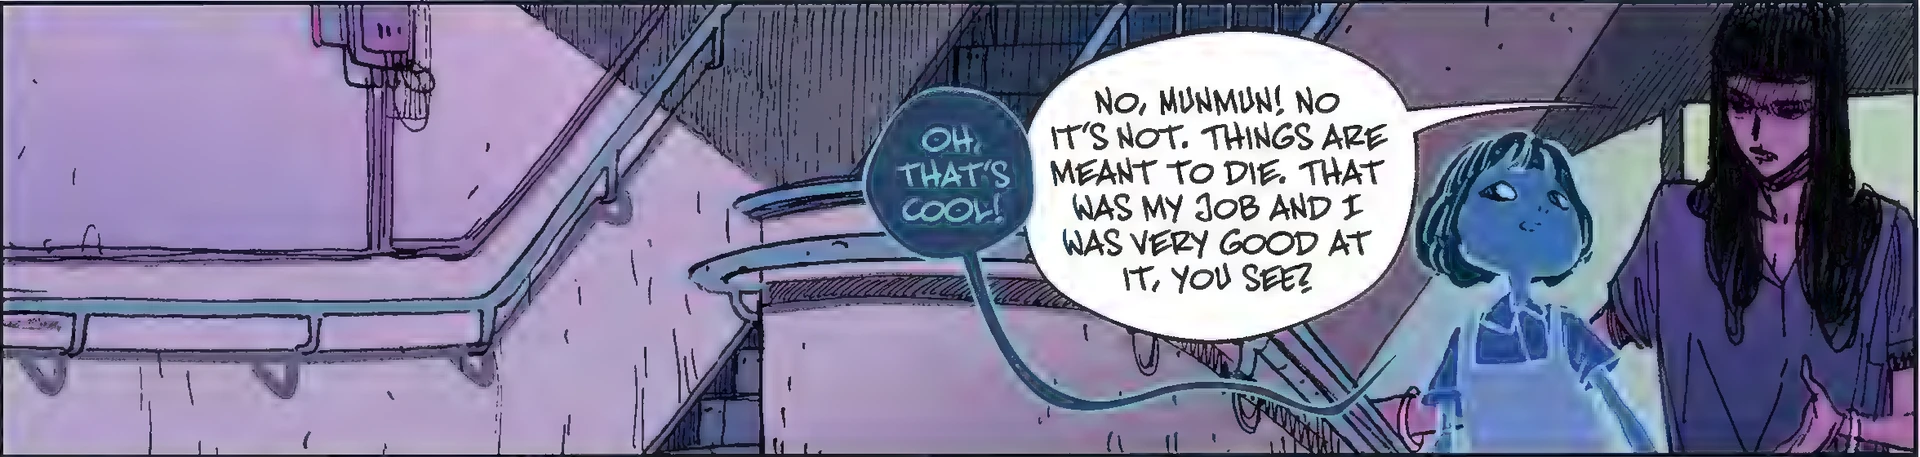 OH,
THAT'S
COOL!
NO, MUNMUN! NO
IT'S NOT. THINGS ARE
MEANT TO DIE. THAT
WAS MY JOB AND I
WAS VERY GOOD AT
IT, YOU SEE?